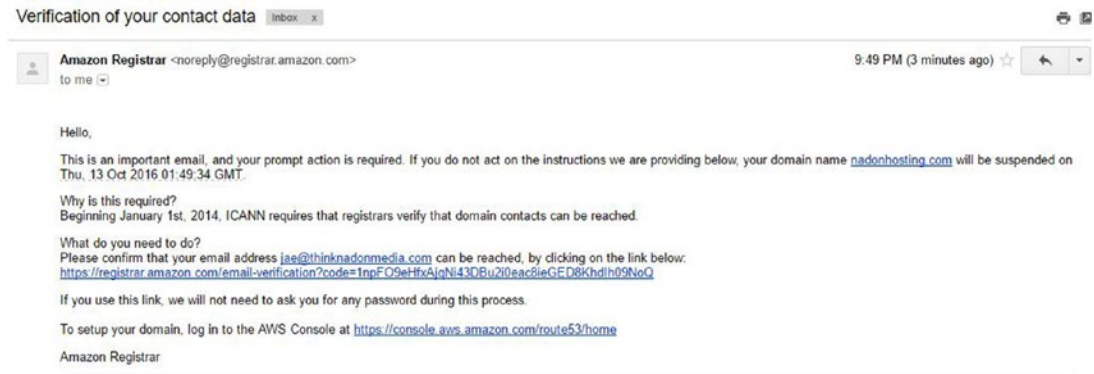 Verification of your contact data Inbox x
Amazon Registrar <noreply@registrar.amazon.com> 9:49 PM (3 minutes ago)
to me
Hello,
This is an important email, and your prompt action is required. If you do not act on the instructions we are providing below, your domain name nadonhosting.com will be suspended on
Thu, 13 Oct 2016 01:49:34 GMT.
Why is this required?
Beginning January 1st, 2014, ICANN requires that registrars verify that domain contacts can be reached.
What do you need to do?
Please confirm that your email address jae@thinknadonmedia.com can be reached, by clicking on the link below:
https://registrar.amazon.com/email-verification?code=1npFO9eHfxAjqNi43DBu2i0eac8ieGED8KhdIh09NoQ
If you use this link, we will not need to ask you for any password during this process.
To setup your domain, log in to the AWS Console at https://console.aws.amazon.com/route53/home
Amazon Registrar